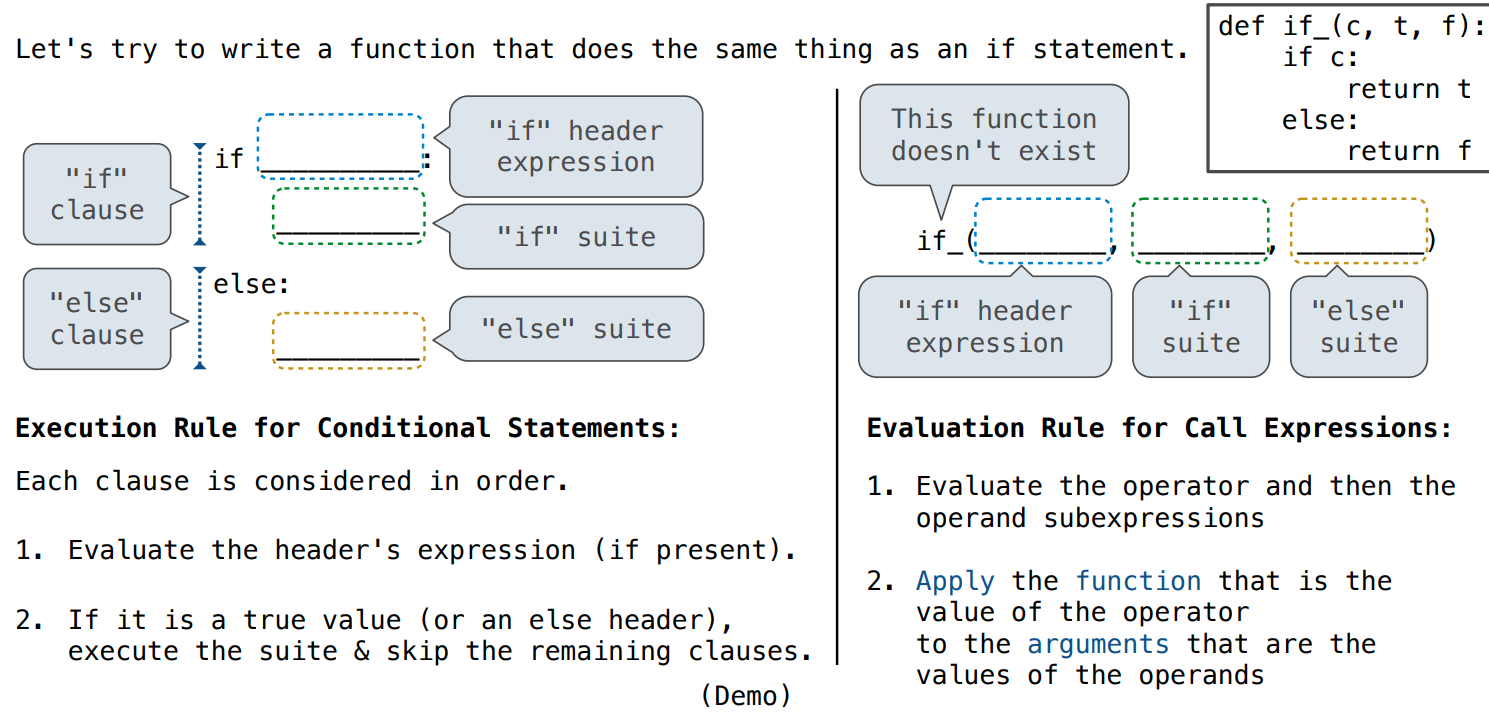 Let's try to write a function that does the same thing as an if statement.
def if_(c, t, f):
if c:
return t
else:
return f
"if"
clause
if __________:
"if" header
expression
_________
"if" suite
"else"
clause
else:
_________
"else" suite
This function
doesn't exist
if_(________, ________, ________)
"if" header
expression
"if"
suite
"else"
suite
Execution Rule for Conditional Statements:
Each clause is considered in order.
1. Evaluate the header's expression (if present).
2. If it is a true value (or an else header),
execute the suite & skip the remaining clauses.
(Demo)
Evaluation Rule for Call Expressions:
1. Evaluate the operator and then the
operand subexpressions
2. Apply the function that is the
value of the operator
to the arguments that are the
values of the operands